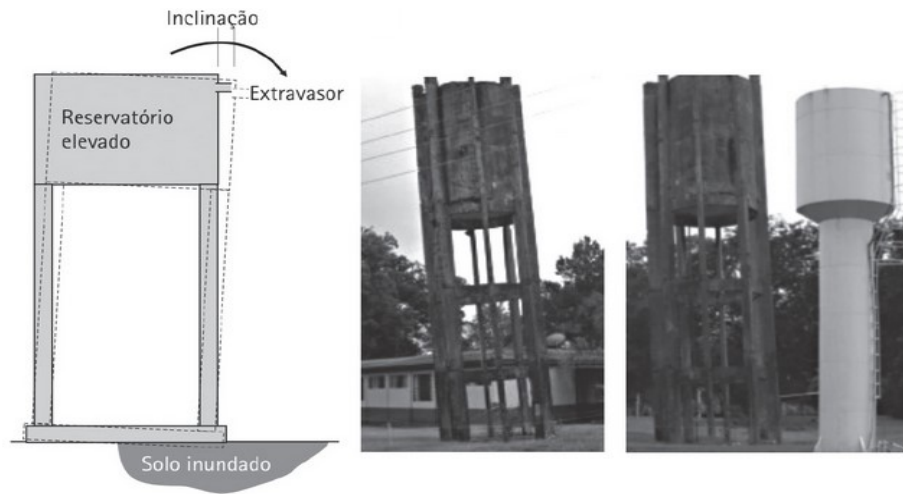 Inclinação
Extravasor
Reservatório
elevado
Solo inundado